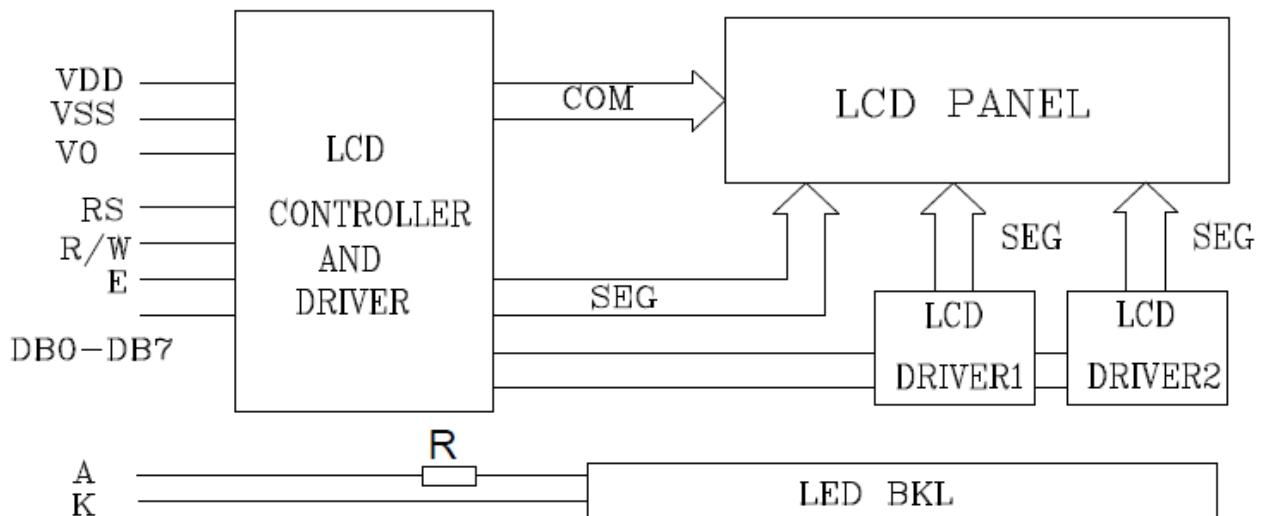 VDD
VSS
V0
RS
R/W
E
DB0-DB7
LCD
CONTROLLER
AND
DRIVER
COM
SEG
LCD PANEL
SEG
SEG
LCD
DRIVER1
LCD
DRIVER2
A
K
R
LED BKL